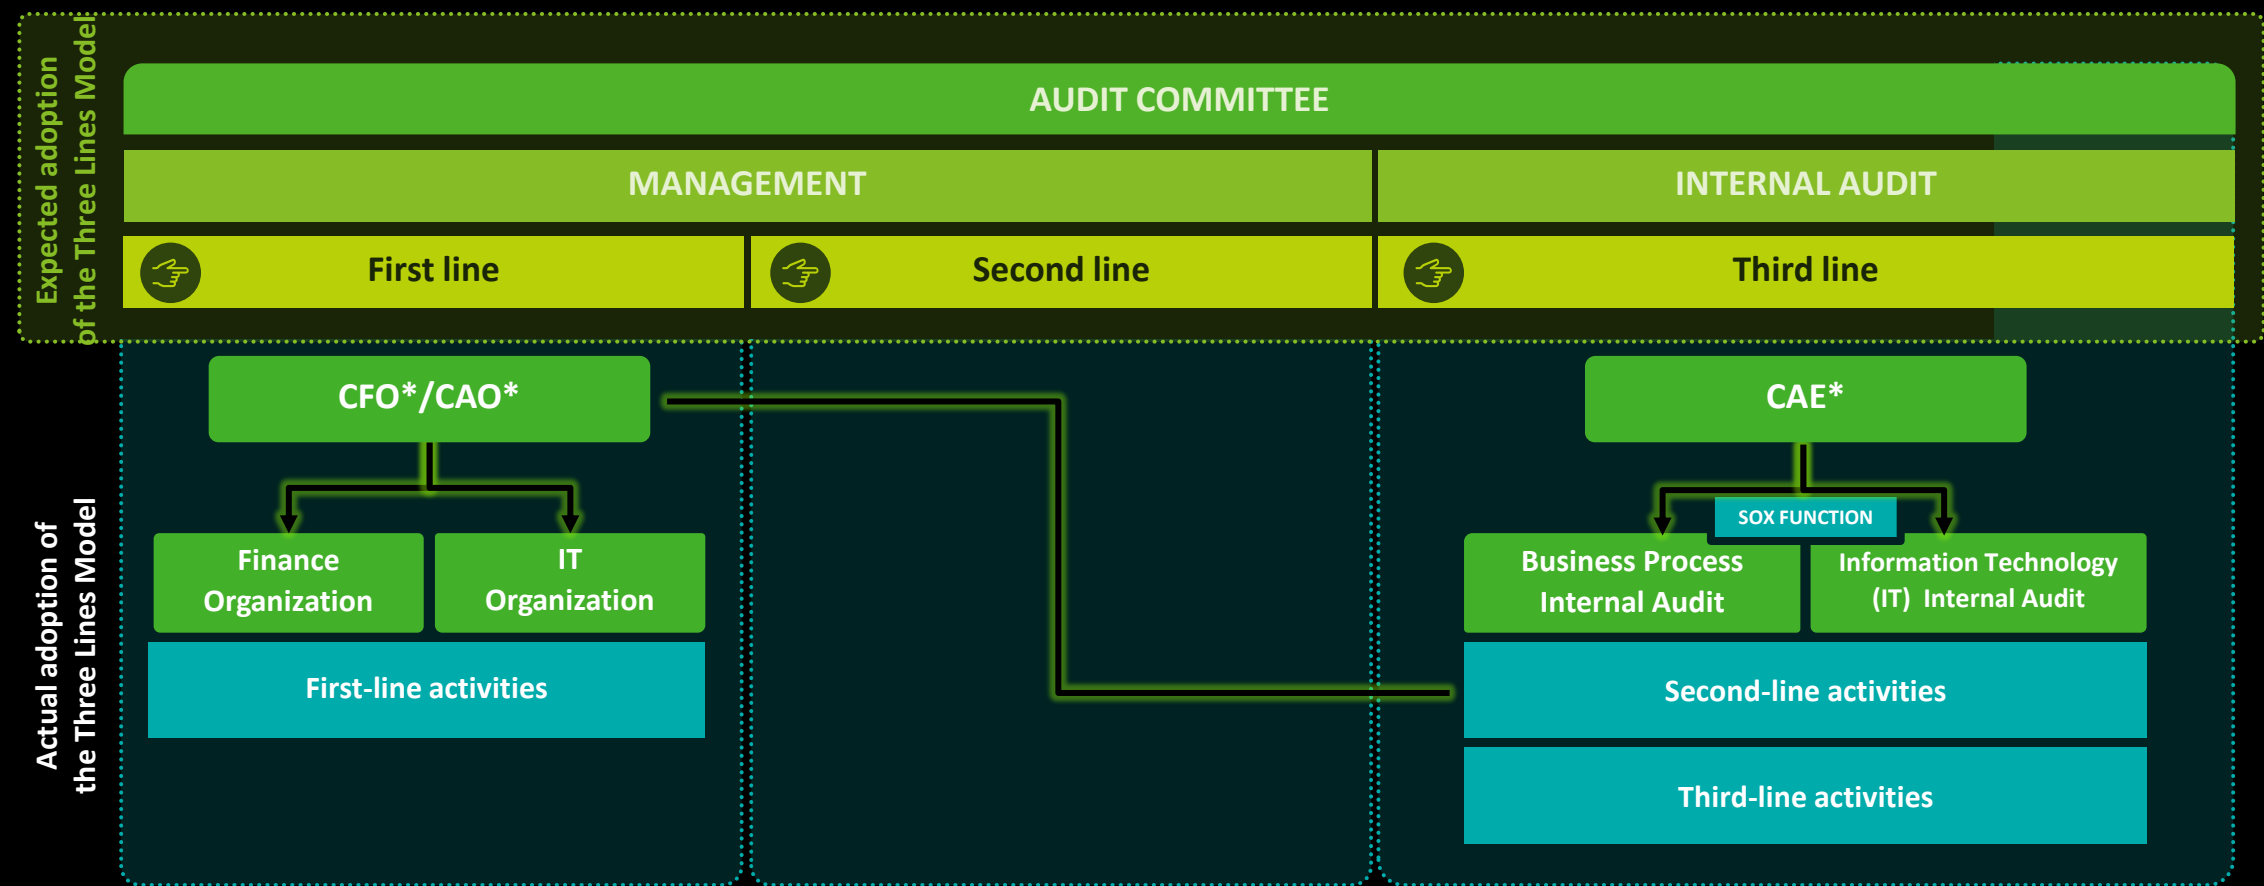 Expected adoption
of the Three Lines Model
AUDIT COMMITTEE
MANAGEMENT
INTERNAL AUDIT
First line
Second line
Third line
Actual adoption of
the Three Lines Model
CFO*/CAO*
CAE*
SOX FUNCTION
Finance
Organization
IT
Organization
Business Process
Internal Audit
Information Technology
(IT) Internal Audit
First-line activities
Second-line activities
Third-line activities